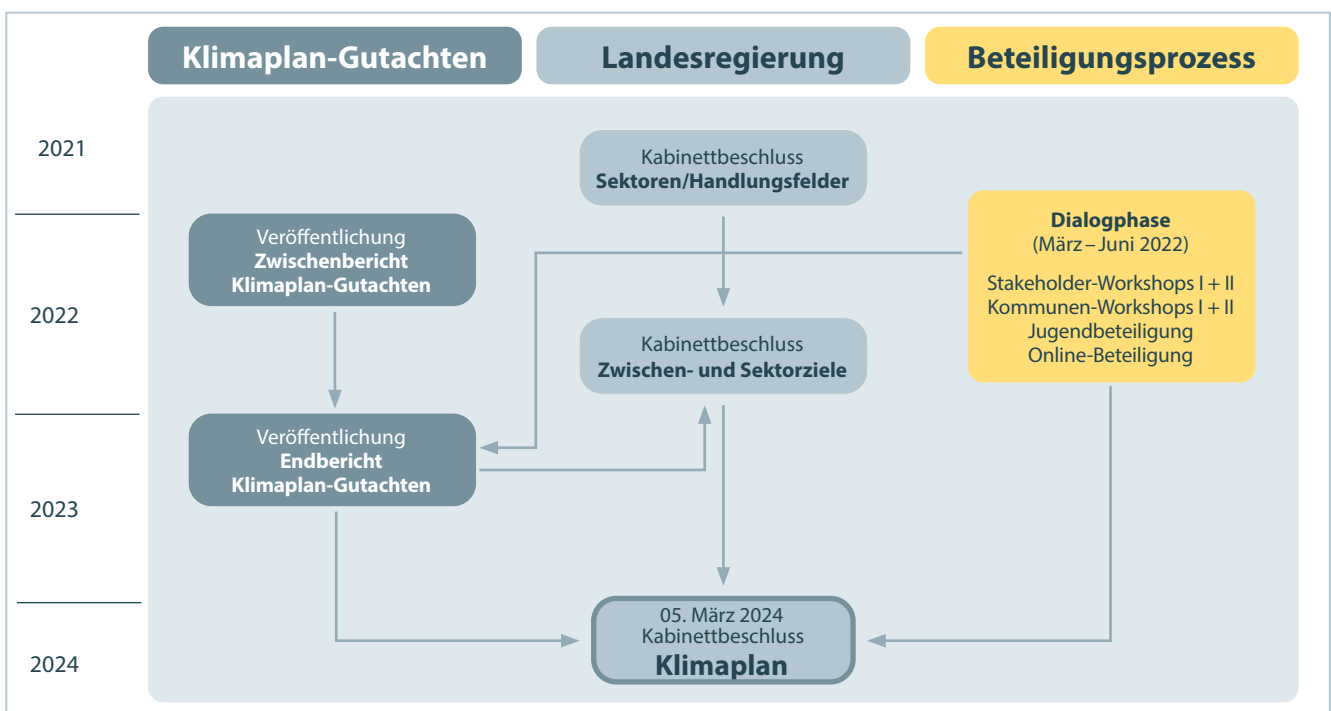 Klimaplan-Gutachten
Landesregierung
Beteiligungsprozess
2021
Kabinettbeschluss
Sektoren/Handlungsfelder
2022
Veröffentlichung
Zwischenbericht
Klimaplan-Gutachten
Dialogphase
(März – Juni 2022)
Stakeholder-Workshops I + II
Kommunen-Workshops I + II
Jugendbeteiligung
Online-Beteiligung
Kabinettbeschluss
Zwischen- und Sektorziele
2023
Veröffentlichung
Endbericht
Klimaplan-Gutachten
2024
05. März 2024
Kabinettbeschluss
Klimaplan